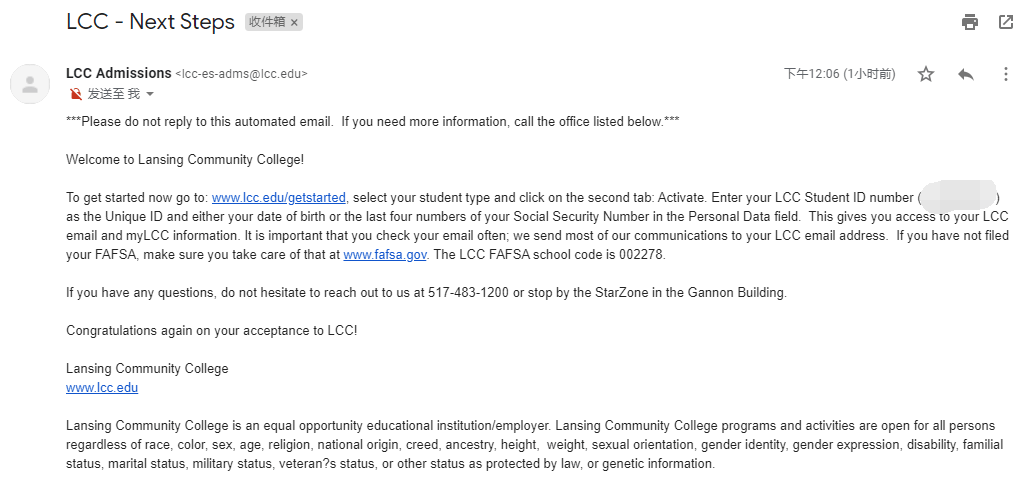 LCC - Next Steps 收件箱 ×
LCC Admissions <lcc-es-adms@lcc.edu> 下午12:06 (1小时前)
发送至 我
***Please do not reply to this automated email.  If you need more information, call the office listed below.***
Welcome to Lansing Community College!
To get started now go to: www.lcc.edu/getstarted, select your student type and click on the second tab: Activate. Enter your LCC Student ID number ( )
as the Unique ID and either your date of birth or the last four numbers of your Social Security Number in the Personal Data field.  This gives you access to your LCC
email and myLCC information. It is important that you check your email often; we send most of our communications to your LCC email address.  If you have not filed
your FAFSA, make sure you take care of that at www.fafsa.gov. The LCC FAFSA school code is 002278.
If you have any questions, do not hesitate to reach out to us at 517-483-1200 or stop by the StarZone in the Gannon Building.
Congratulations again on your acceptance to LCC!
Lansing Community College
www.lcc.edu
Lansing Community College is an equal opportunity educational institution/employer. Lansing Community College programs and activities are open for all persons
regardless of race, color, sex, age, religion, national origin, creed, ancestry, height,  weight, sexual orientation, gender identity, gender expression, disability, familial
status, marital status, military status, veteran?s status, or other status as protected by law, or genetic information.